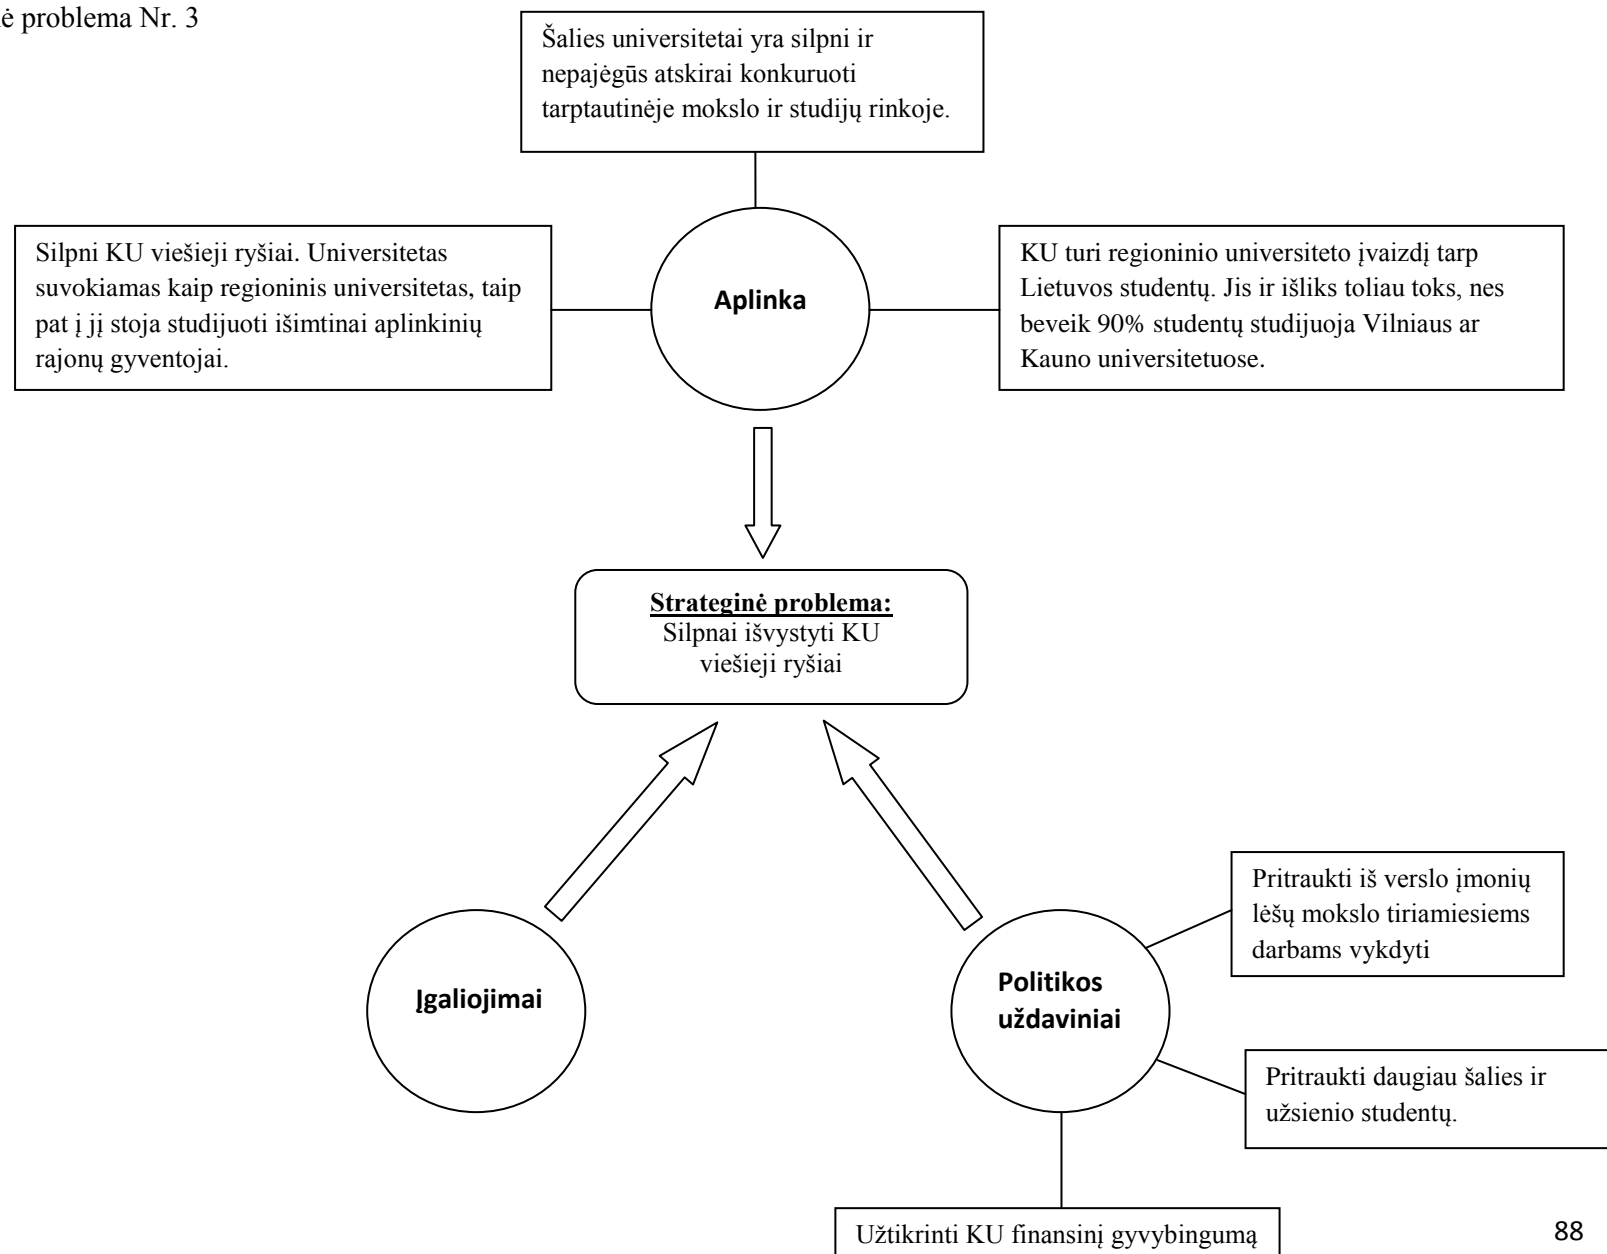 ė problema Nr. 3
Šalies universitetai yra silpni ir
nepajėgūs atskirai konkuruoti
tarptautinėje mokslo ir studijų rinkoje.
Silpni KU viešieji ryšiai. Universitetas
suvokiamas kaip regioninis universitetas, taip
pat į jį stoja studijuoti išimtinai aplinkinių
rajonų gyventojai.
Aplinka
KU turi regioninio universiteto įvaizdį tarp
Lietuvos studentų. Jis ir išliks toliau toks, nes
beveik 90% studentų studijuoja Vilniaus ar
Kauno universitetuose.
Strateginė problema:
Silpnai išvystyti KU
viešieji ryšiai
Įgaliojimai
Politikos
uždaviniai
Pritraukti iš verslo įmonių
lėšų mokslo tiriamiesiems
darbams vykdyti
Pritraukti daugiau šalies ir
užsienio studentų.
Užtikrinti KU finansinį gyvybingumą
88